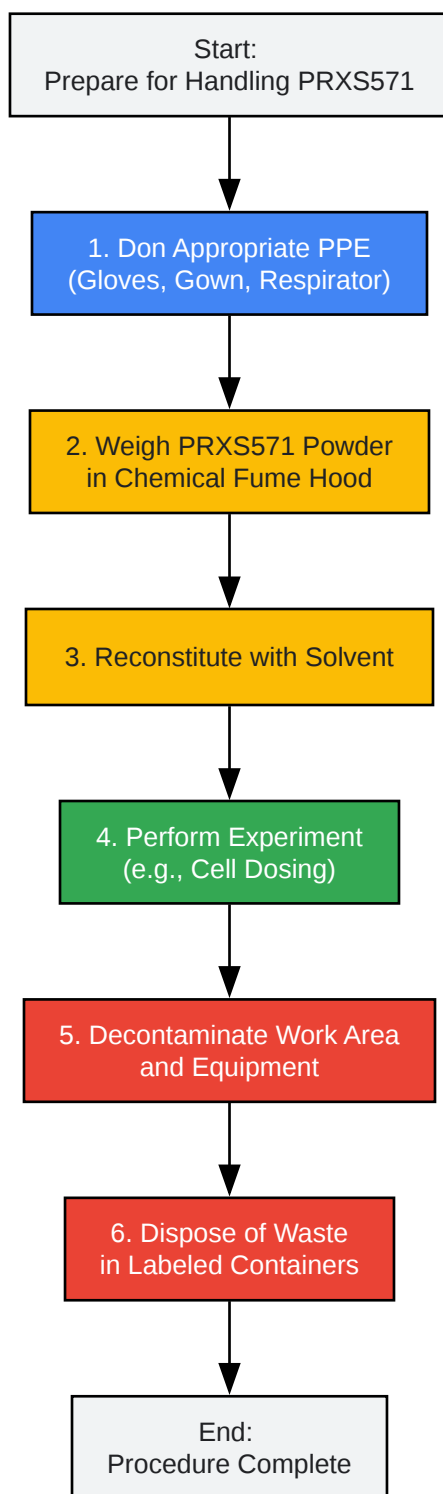 Start:
Prepare for Handling PRXS571
1. Don Appropriate PPE
(Gloves, Gown, Respirator)
2. Weigh PRXS571 Powder
in Chemical Fume Hood
3. Reconstitute with Solvent
4. Perform Experiment
(e.g., Cell Dosing)
5. Decontaminate Work Area
and Equipment
6. Dispose of Waste
in Labeled Containers
End:
Procedure Complete